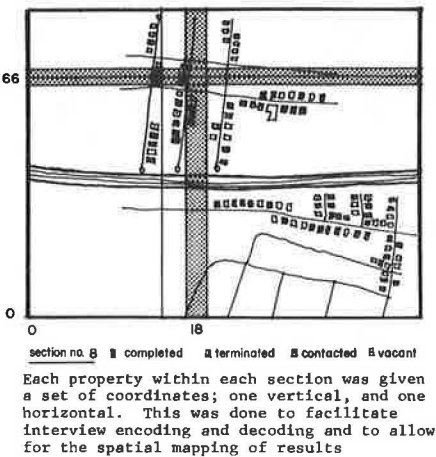 66
0
0 18
section no. 8 completed terminated contacted vacant
Each property within each section was given
a set of coordinates; one vertical, and one
horizontal. This was done to facilitate
interview encoding and decoding and to allow
for the spatial mapping of results